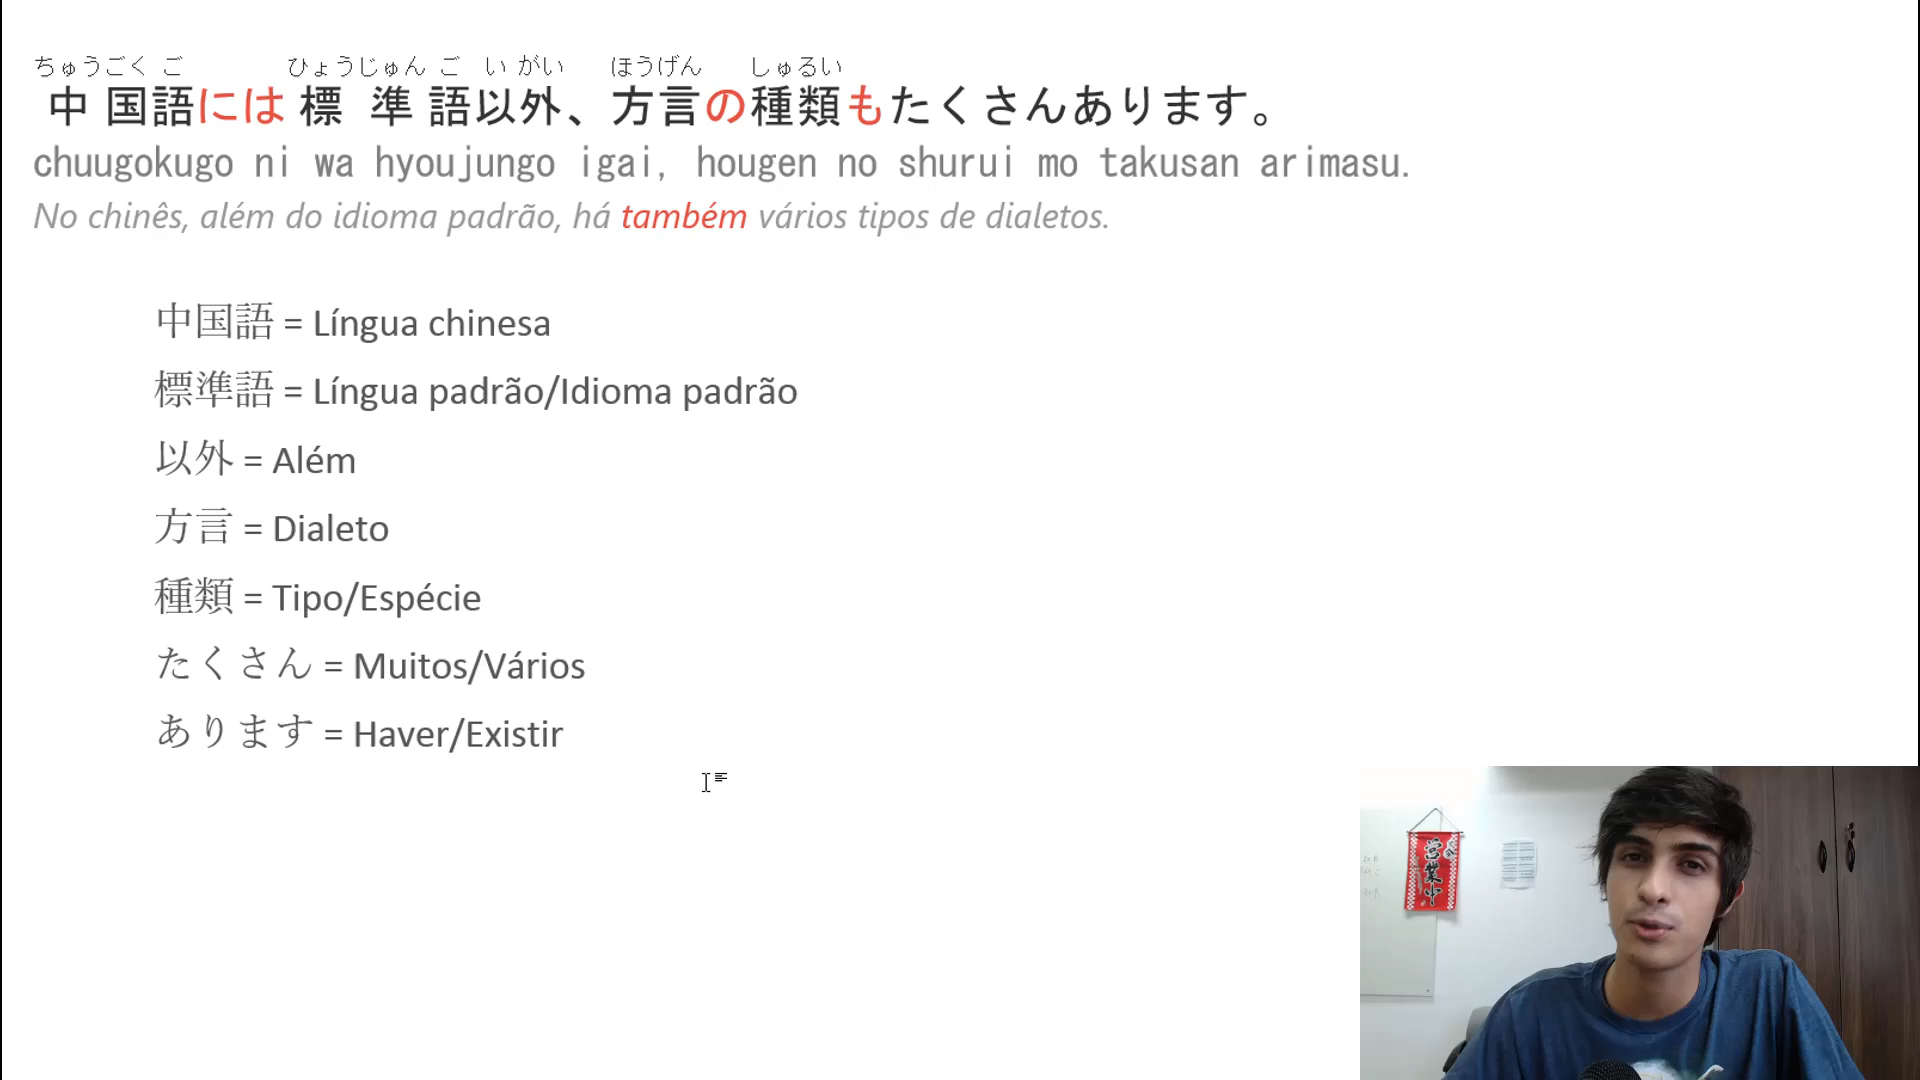 ちゅうごく ご ひょうじゅん ご い がい ほうげん しゅるい
中国語には標準語以外、方言の種類もたくさんあります。
chuugokugo ni wa hyoujungo igai, hougen no shurui mo takusan arimasu.
No chinês, além do idioma padrão, há também vários tipos de dialetos.
中国語 = Língua chinesa
標準語 = Língua padrão/Idioma padrão
以外 = Além
方言 = Dialeto
種類 = Tipo/Espécie
たくさん = Muitos/Vários
あります = Haver/Existir
営業中